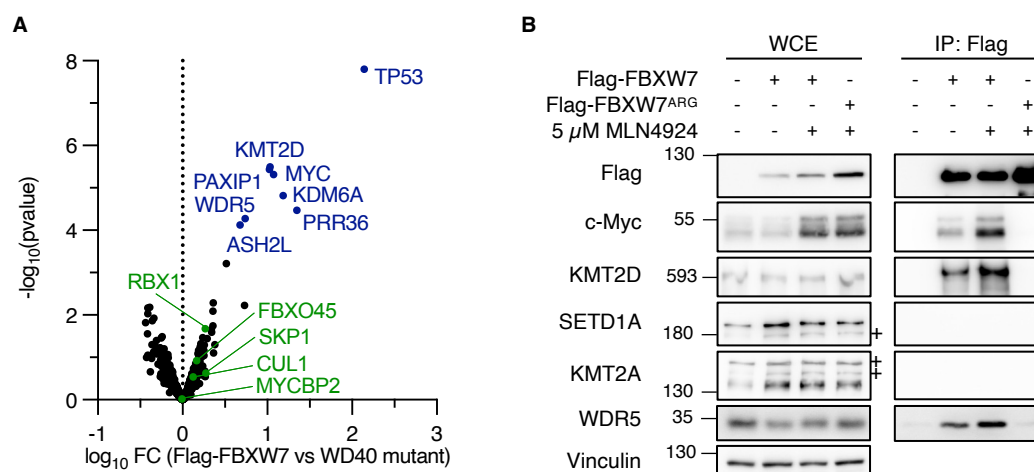 A
8
6
4
2
0
-log10(pvalue)
TP53
KMT2D
MYC
PAXIP1
KDM6A
WDR5
PRR36
ASH2L
RBX1
FBXO45
SKP1
CUL1
MYCBP2
-1 0 1 2 3
log10 FC (Flag-FBXW7 vs WD40 mutant)
B
WCE IP: Flag
Flag-FBXW7 - + + - - + + -
Flag-FBXW7ARG - - - + - - - +
5 µM MLN4924 - - + + - - + +
130
Flag
c-Myc 55
KMT2D 593
SETD1A
180 +
KMT2A + +
130
WDR5 35
130
Vinculin